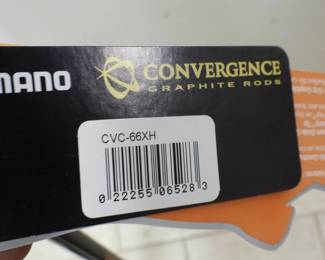 MANO
CONVERGENCE
GRAPHITE RODS
CVC-66XH
0 22255 06528 3